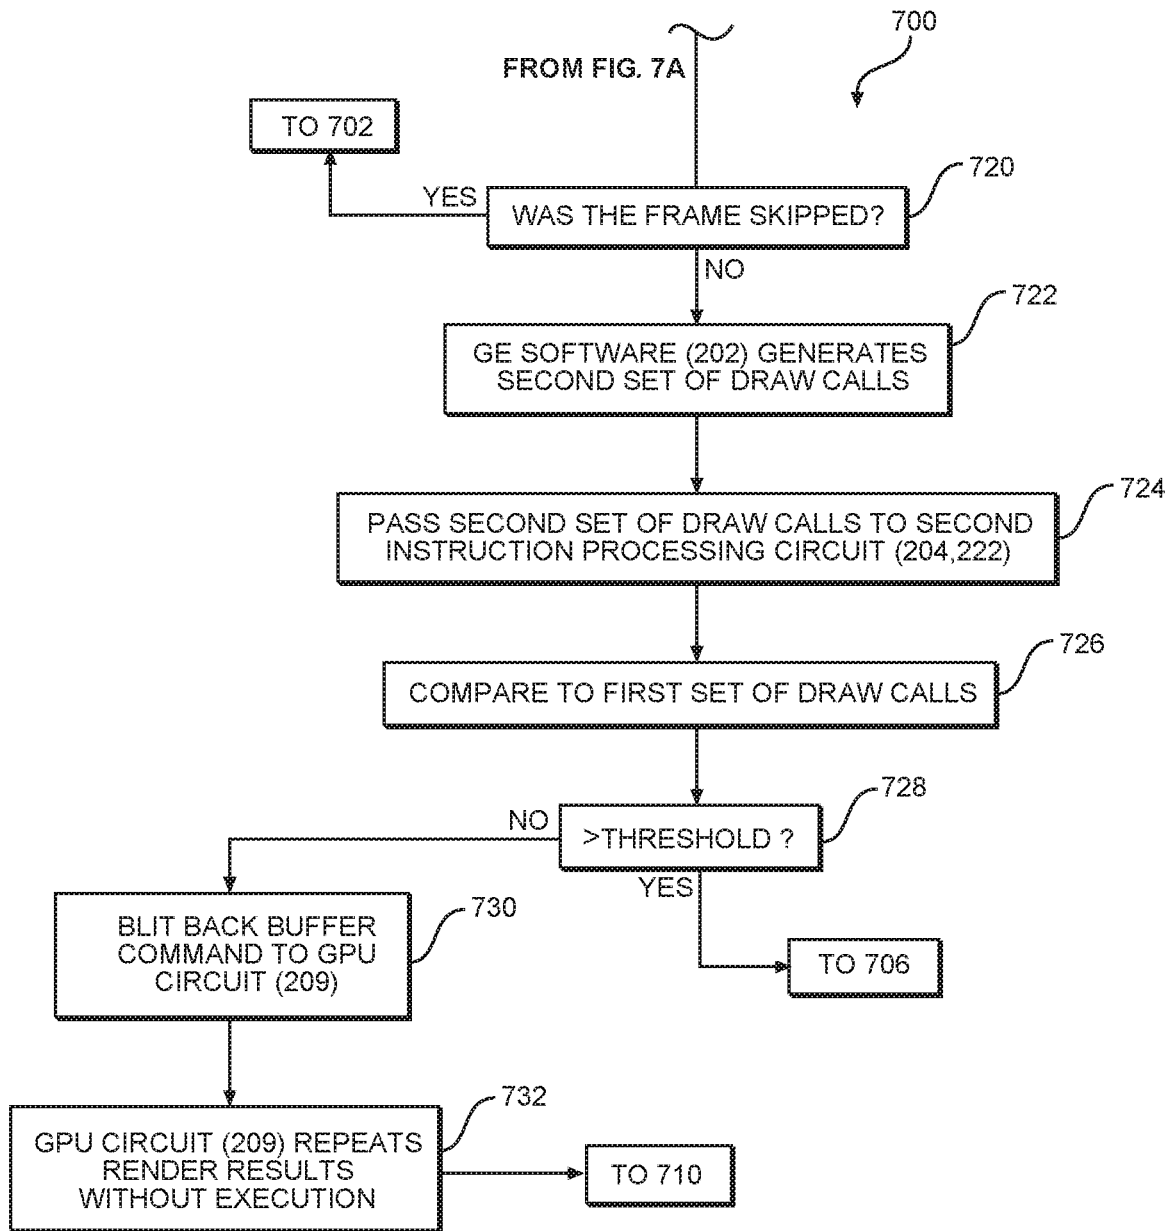 700
FROM FIG. 7A
TO 702
720
YES
WAS THE FRAME SKIPPED?
NO
722
GE SOFTWARE (202) GENERATES
SECOND SET OF DRAW CALLS
724
PASS SECOND SET OF DRAW CALLS TO SECOND
INSTRUCTION PROCESSING CIRCUIT (204,222)
726
COMPARE TO FIRST SET OF DRAW CALLS
728
NO
>THRESHOLD ?
YES
730
BLIT BACK BUFFER
COMMAND TO GPU
CIRCUIT (209)
TO 706
732
GPU CIRCUIT (209) REPEATS
RENDER RESULTS
WITHOUT EXECUTION
TO 710